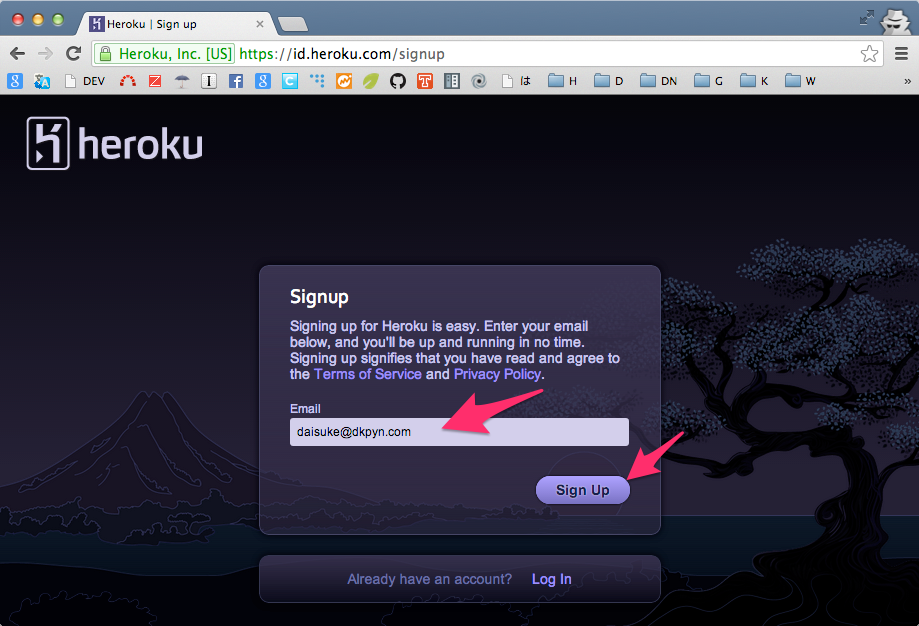 Heroku | Sign up
Heroku, Inc. [US] https://id.heroku.com/signup
DEV は H D DN G K W
heroku
Signup
Signing up for Heroku is easy. Enter your email
below, and you'll be up and running in no time.
Signing up signifies that you have read and agree to
the Terms of Service and Privacy Policy.
Email
daisuke@dkpyn.com
Sign Up
Already have an account? Log In